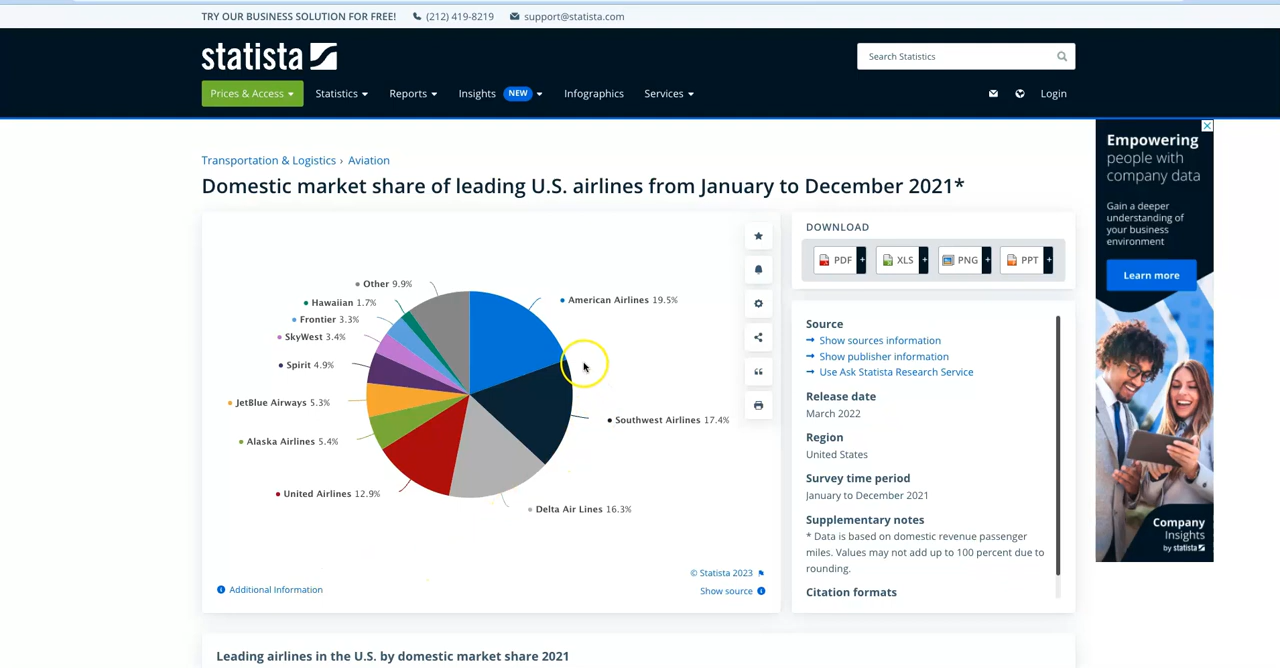 TRY OUR BUSINESS SOLUTION FOR FREE! (212) 419-8219 support@statista.com
statista
Search Statistics
Prices & Access Statistics Reports Insights NEW Infographics Services Login
Transportation & Logistics › Aviation
Domestic market share of leading U.S. airlines from January to December 2021*
Other 9.9%
Hawaiian 1.7%
Frontier 3.3%
SkyWest 3.4%
Spirit 4.9%
JetBlue Airways 5.3%
Alaska Airlines 5.4%
United Airlines 12.9%
American Airlines 19.5%
Southwest Airlines 17.4%
Delta Air Lines 16.3%
© Statista 2023
Additional Information
Show source
DOWNLOAD
PDF + XLS + PNG + PPT +
Source
Show sources information
Show publisher information
Use Ask Statista Research Service
Release date
March 2022
Region
United States
Survey time period
January to December 2021
Supplementary notes
* Data is based on domestic revenue passenger
miles. Values may not add up to 100 percent due to
rounding.
Citation formats
Empowering
people with
company data
Gain a deeper
understanding of
your business
environment
Learn more
Company
Insights
by statista
Leading airlines in the U.S. by domestic market share 2021